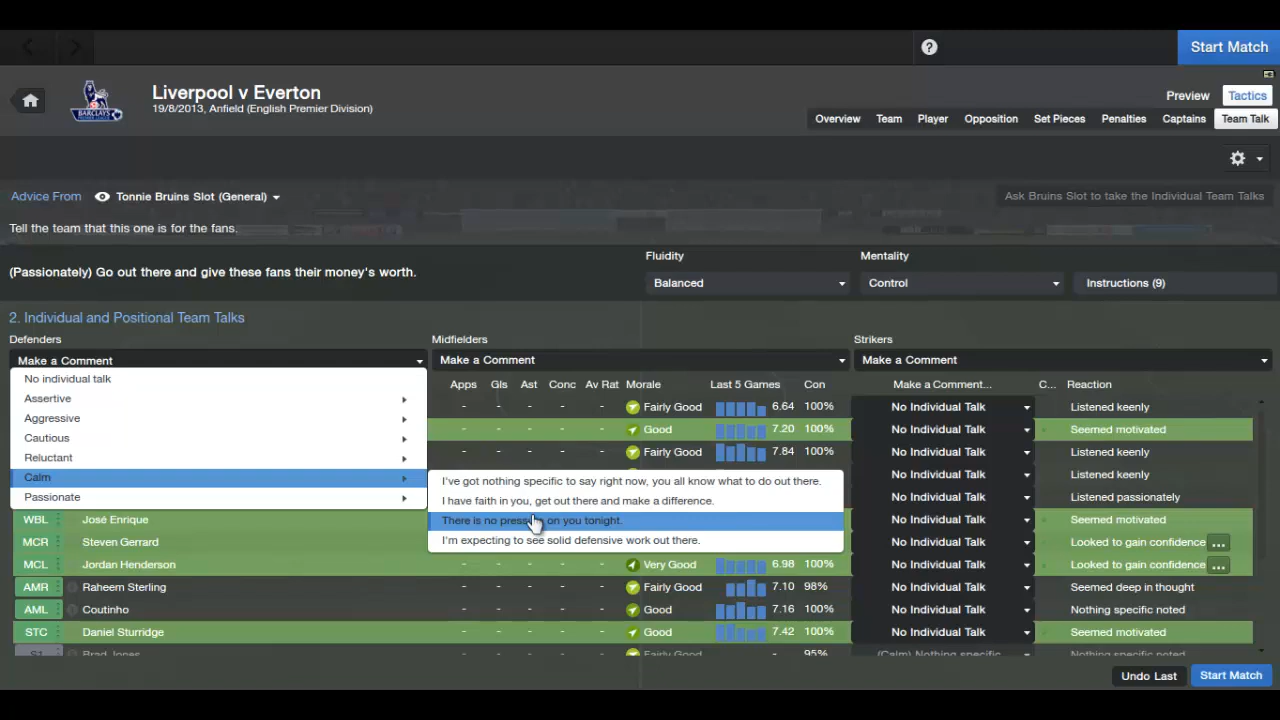 Start Match
Liverpool v Everton
19/8/2013, Anfield (English Premier Division)
BARCLAYS
Preview Tactics
Overview Team Player Opposition Set Pieces Penalties Captains Team Talk
Advice From Tonnie Bruins Slot (General) Ask Bruins Slot to take the Individual Team Talks
Tell the team that this one is for the fans.
Fluidity Mentality
(Passionately) Go out there and give these fans their money's worth. Balanced Control Instructions (9)
2. Individual and Positional Team Talks
Defenders Midfielders Strikers
Make a Comment Make a Comment Make a Comment
No individual talk Apps Gls Ast Conc Av Rat Morale Last 5 Games Con Make a Comment... C... Reaction
Assertive - - - - - Fairly Good 6.64 100% No Individual Talk Listened keenly
Aggressive - - - - - Good 7.20 100% No Individual Talk Seemed motivated
Cautious - - - - - Fairly Good 7.84 100% No Individual Talk Listened keenly
Reluctant No Individual Talk Listened keenly
Calm I've got nothing specific to say right now, you all know what to do out there.
Passionate I have faith in you, get out there and make a difference. No Individual Talk Listened passionately
WBL José Enrique There is no pressure on you tonight. No Individual Talk Seemed motivated
MCR Steven Gerrard I'm expecting to see solid defensive work out there. No Individual Talk Looked to gain confidence ...
MCL Jordan Henderson - - - - - Very Good 6.98 100% No Individual Talk Looked to gain confidence ...
AMR Raheem Sterling - - - - - Fairly Good 7.10 98% No Individual Talk Seemed deep in thought
AML Coutinho - - - - - Good 7.16 100% No Individual Talk Nothing specific noted
STC Daniel Sturridge - - - - - Good 7.42 100% No Individual Talk Seemed motivated
S1 Brad Jones - - - - - Fairly Good 95% (Calm) Nothing specific... Nothing specific noted
Undo Last Start Match